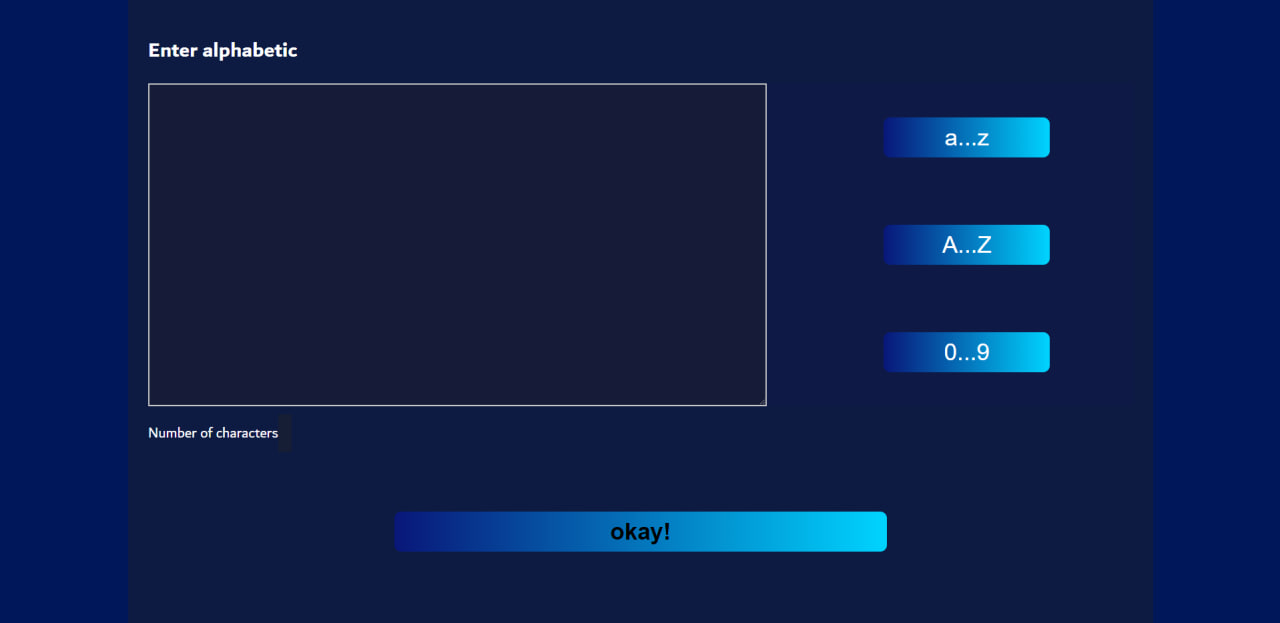 Enter alphabetic
a...z
A...Z
0...9
Number of characters
okay!